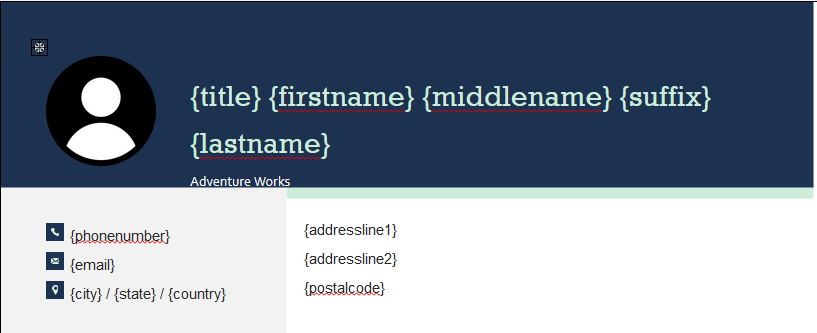 {title} {firstname} {middlename} {suffix}
{lastname}
Adventure Works
{phonenumber}
{email}
{city} / {state} / {country}
{addressline1}
{addressline2}
{postalcode}